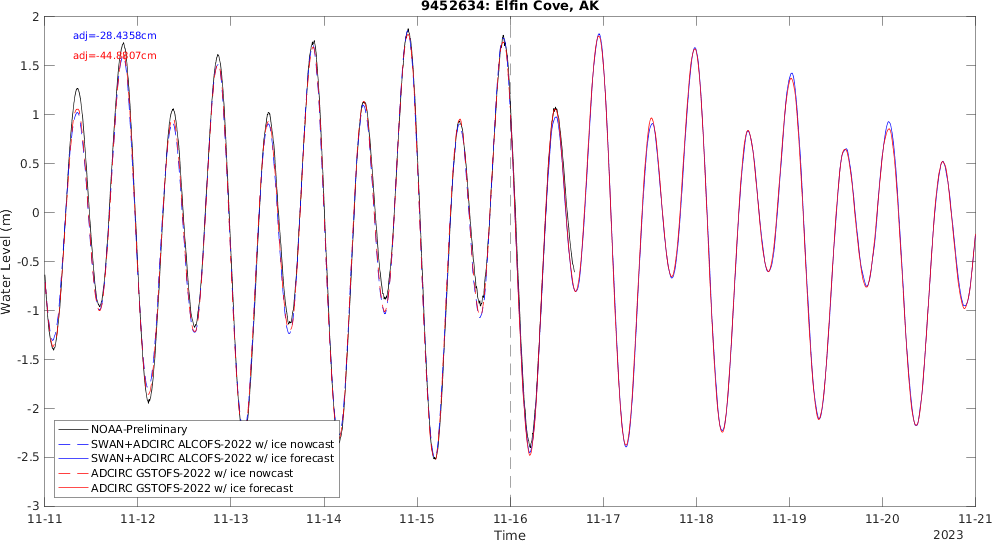 9452634: Elfin Cove, AK
adj=-28.4358cm
adj=-44.8807cm
Water Level (m)
2
1.5
1
0.5
0
-0.5
-1
-1.5
-2
-2.5
-3
NOAA-Preliminary
SWAN+ADCIRC ALCOFS-2022 w/ ice nowcast
SWAN+ADCIRC ALCOFS-2022 w/ ice forecast
ADCIRC GSTOFS-2022 w/ ice nowcast
ADCIRC GSTOFS-2022 w/ ice forecast
11-11 11-12 11-13 11-14 11-15 11-16 11-17 11-18 11-19 11-20 11-21
Time
2023